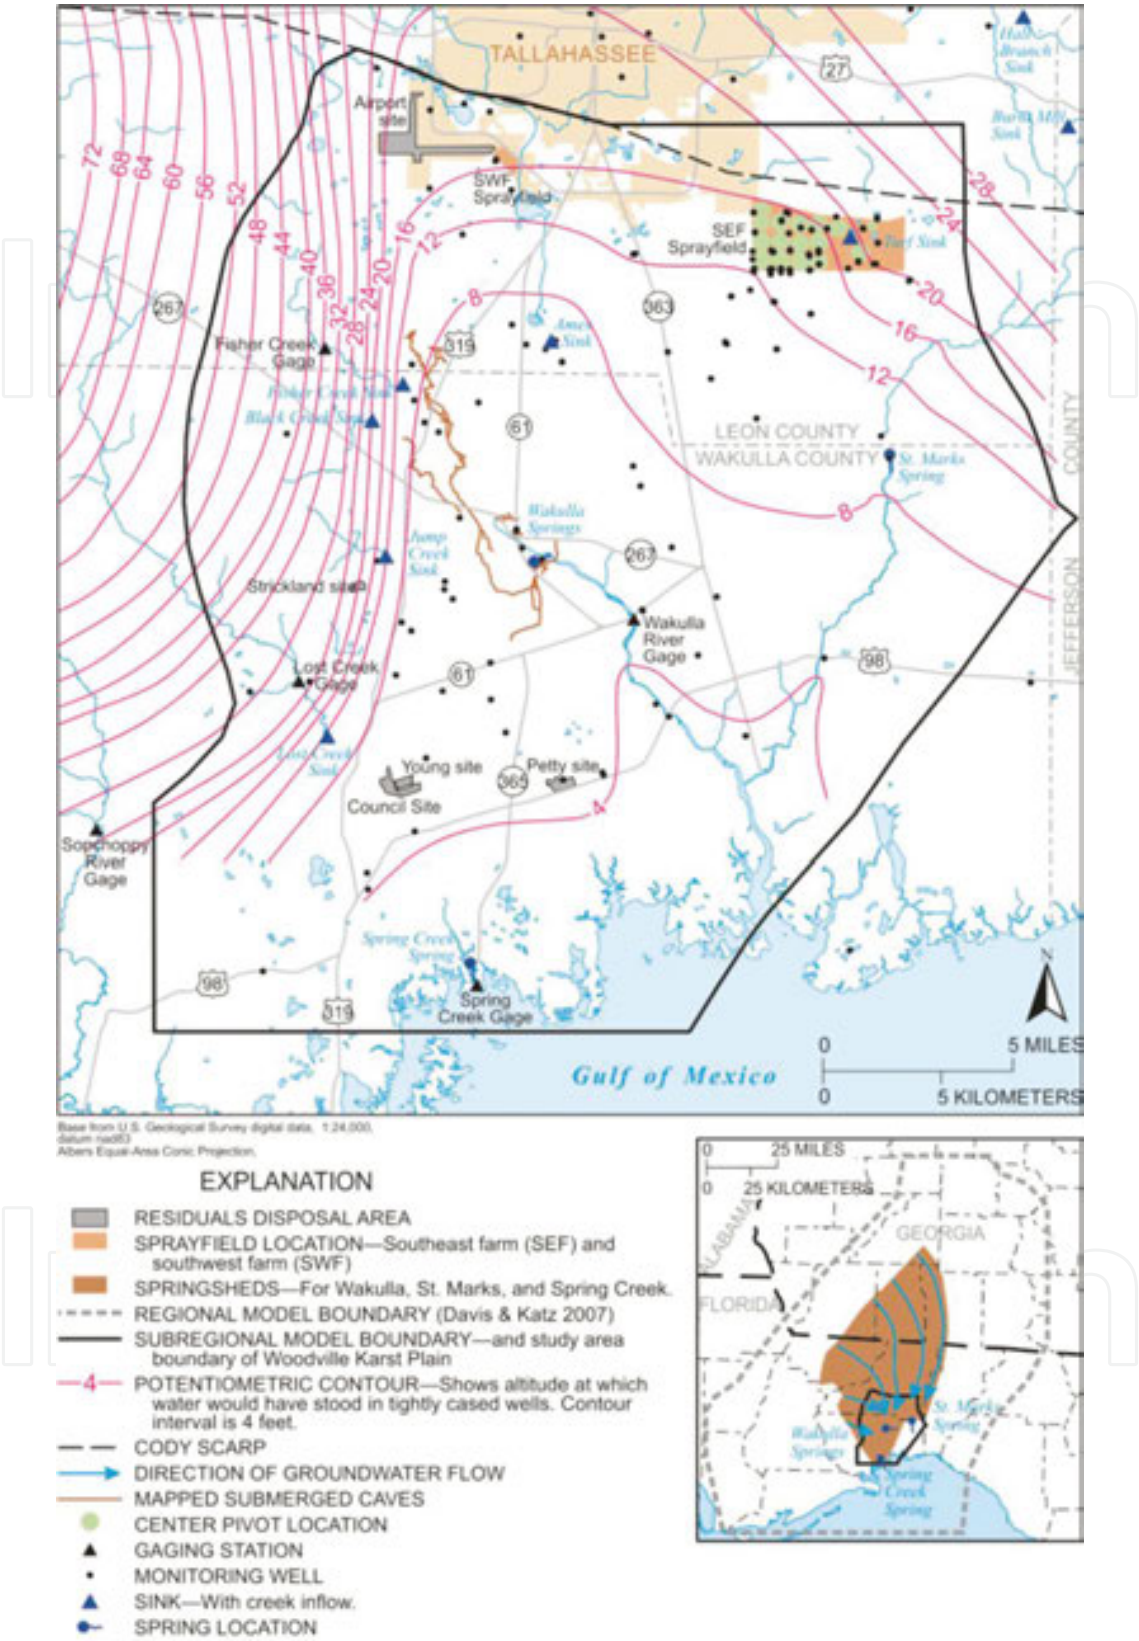 TALLAHASSEE
27
Sink
Airport
site
Sink
72
68
64
60
56
52
48
44
40
36
32
28
24
20
16
12
8
28
24
SWF
Sprayfield
SEF
Sprayfield
Turf Sink
20
16
12
267
363
Fisher Creek
Gage
319
Ames
Sink
Fisher Creek Sink
Black Creek Sink
61
LEON COUNTY
WAKULLA COUNTY
COUNTY
JEFFERSON
St. Marks
Spring
8
Wakulla
Springs
Jump
Creek
Sink
267
Strickland site
Wakulla
River
Gage
98
Lost Creek
Gage
61
Lost Creek
Sink
Young site
Petty site
365
Council Site
4
Sopchoppy
River
Gage
Spring Creek
Spring
98
319
Spring
Creek Gage
N
0 5 MILES
0 5 KILOMETERS
Gulf of Mexico
Base from U.S. Geological Survey digital data, 1:24,000,
datum nad83
Albers Equal-Area Conic Projection,
EXPLANATION
RESIDUALS DISPOSAL AREA
SPRAYFIELD LOCATION—Southeast farm (SEF) and
southwest farm (SWF)
SPRINGSHEDS—For Wakulla, St. Marks, and Spring Creek.
REGIONAL MODEL BOUNDARY (Davis & Katz 2007)
SUBREGIONAL MODEL BOUNDARY—and study area
boundary of Woodville Karst Plain
4 POTENTIOMETRIC CONTOUR—Shows altitude at which
water would have stood in tightly cased wells. Contour
interval is 4 feet.
CODY SCARP
DIRECTION OF GROUNDWATER FLOW
MAPPED SUBMERGED CAVES
CENTER PIVOT LOCATION
GAGING STATION
MONITORING WELL
SINK—With creek inflow.
SPRING LOCATION
0 25 MILES
0 25 KILOMETERS
ALABAMA
GEORGIA
FLORIDA
Wakulla
Springs
St. Marks
Spring
Spring
Creek
Spring